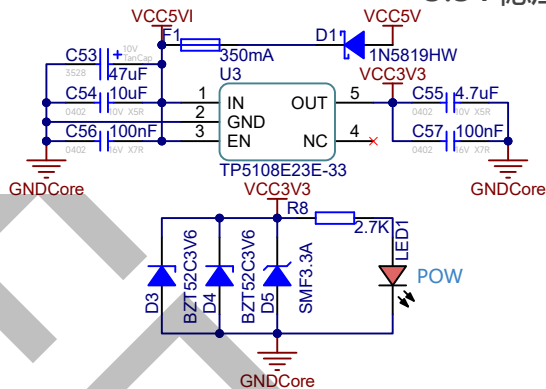 VCC5VI
VCC5V
F1
350mA
D1
1N5819HW
C53
10V
TanCap
3528
47uF
U3
VCC3V3
C54
10uF
0402
10V X5R
1
IN
OUT
5
C55
4.7uF
0402
10V X5R
2
GND
C56
100nF
0402
16V X7R
3
EN
NC
4
C57
100nF
0402
16V X7R
TP5108E23E-33
GNDCore
GNDCore
VCC3V3
R8
2.7K
LED1
POW
D3
BZT52C3V6
D4
BZT52C3V6
D5
SMF3.3A
GNDCore